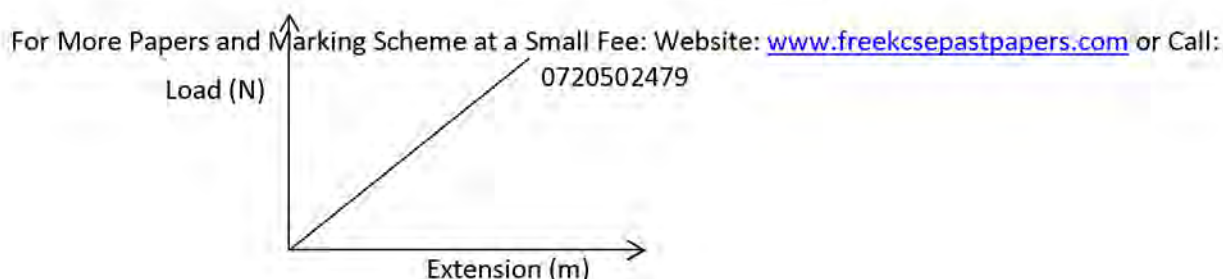 For More Papers and Marking Scheme at a Small Fee: Website: www.freekcsepastpapers.com or Call:
0720502479
Load (N)
Extension (m)